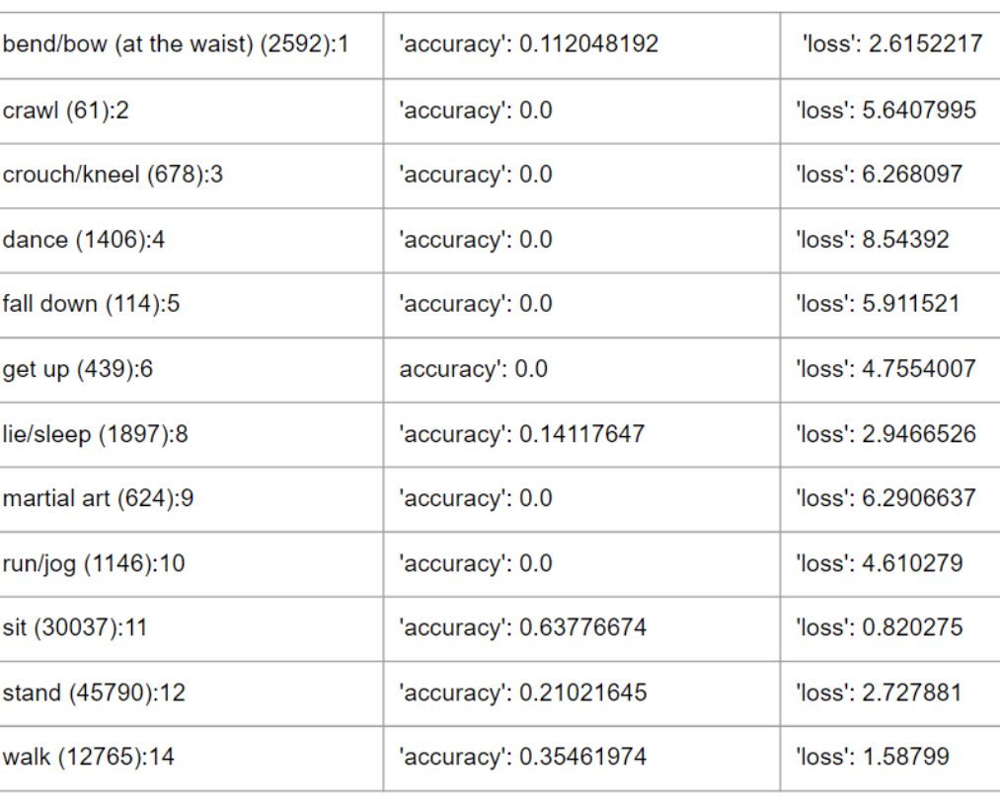 bend/bow (at the waist) (2592):1 'accuracy': 0.112048192 'loss': 2.6152217
crawl (61):2 'accuracy': 0.0 'loss': 5.6407995
crouch/kneel (678):3 'accuracy': 0.0 'loss': 6.268097
dance (1406):4 'accuracy': 0.0 'loss': 8.54392
fall down (114):5 'accuracy': 0.0 'loss': 5.911521
get up (439):6 accuracy': 0.0 'loss': 4.7554007
lie/sleep (1897):8 'accuracy': 0.14117647 'loss': 2.9466526
martial art (624):9 'accuracy': 0.0 'loss': 6.2906637
run/jog (1146):10 'accuracy': 0.0 'loss': 4.610279
sit (30037):11 'accuracy': 0.63776674 'loss': 0.820275
stand (45790):12 'accuracy': 0.21021645 'loss': 2.727881
walk (12765):14 'accuracy': 0.35461974 'loss': 1.58799